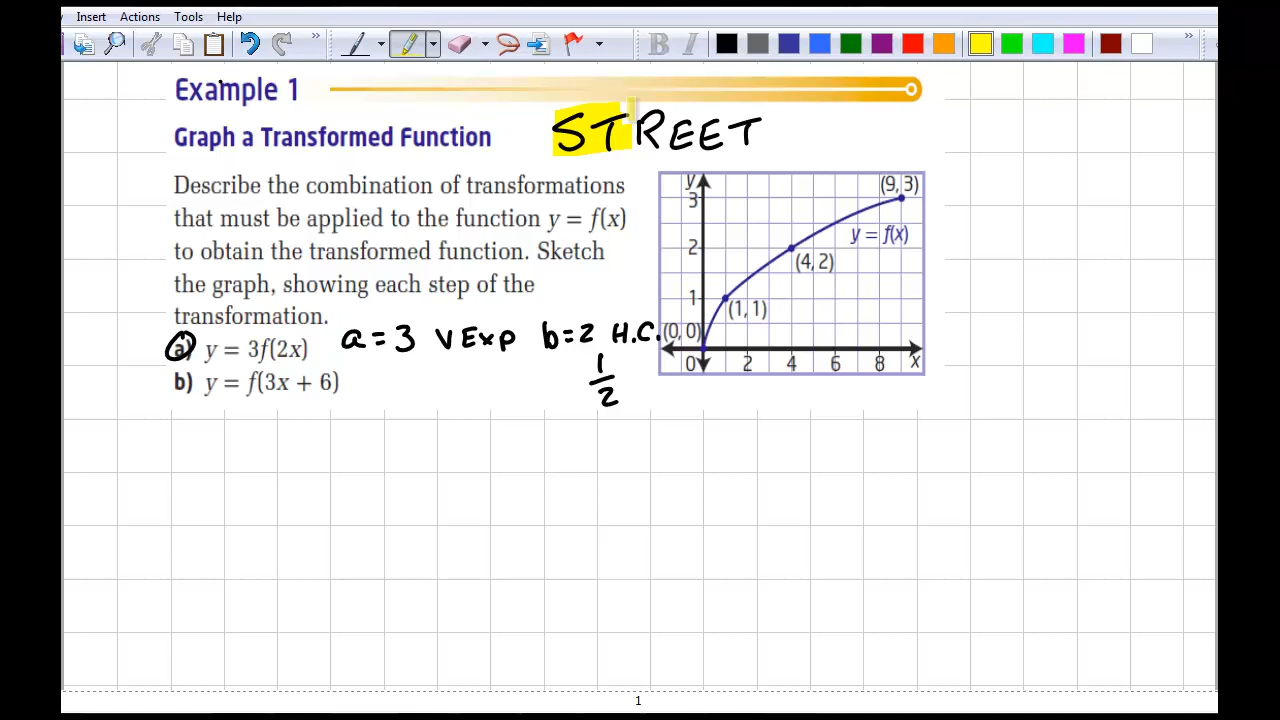 Insert Actions Tools Help
B I
Example 1
Graph a Transformed Function
STREET
Describe the combination of transformations
that must be applied to the function y = f(x)
to obtain the transformed function. Sketch
the graph, showing each step of the
transformation.
a) y = 3f(2x)
a = 3 V Exp b = 2 H.C.
1/2
b) y = f(3x + 6)
y
3
2
1
0
2 4 6 8 x
(9, 3)
y = f(x)
(4, 2)
(1, 1)
(0, 0)
1